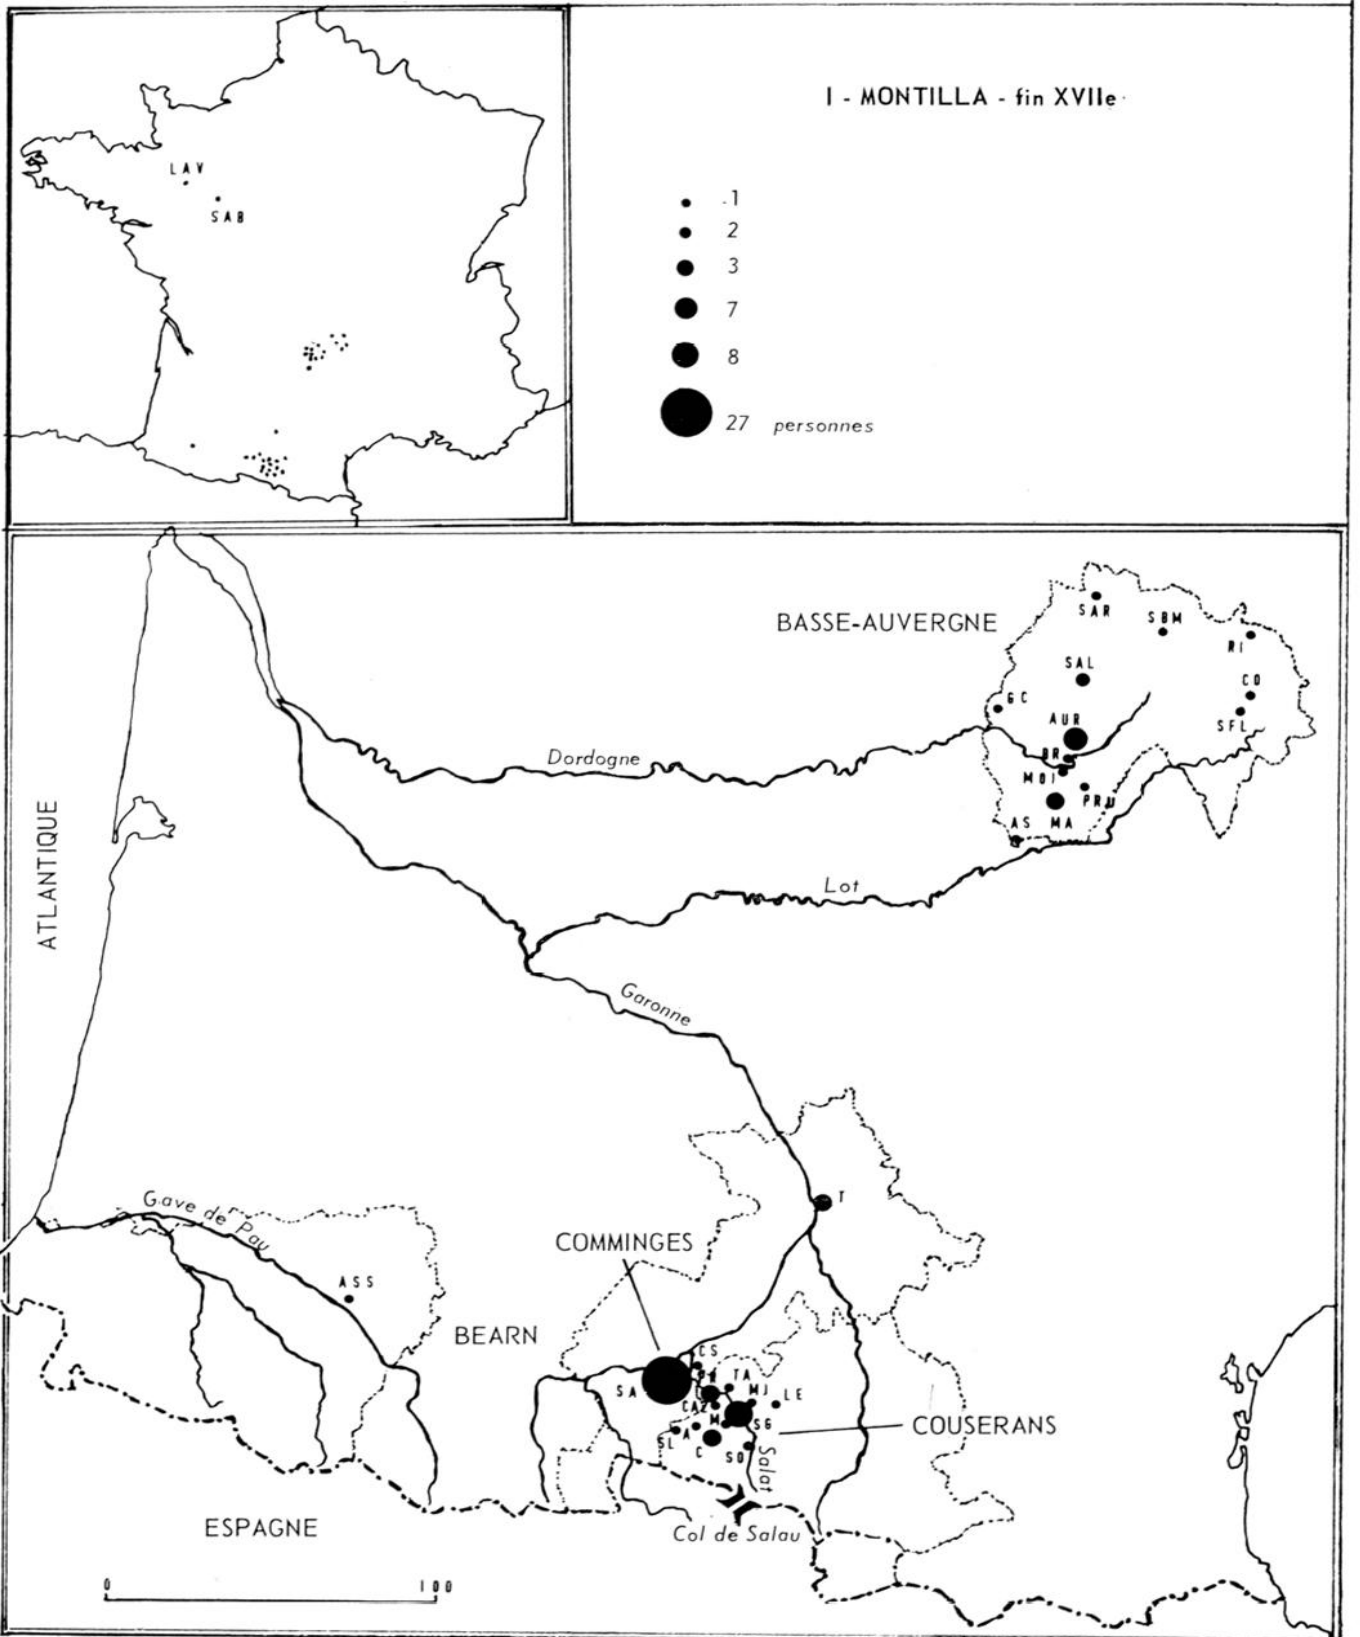 I - MONTILLA - fin XVIIe
LAV
SAB
1
2
3
7
8
27 personnes
BASSE-AUVERGNE
SAR
SBM
RI
SAL
CO
GC
SFL
AUR
BR
MOI
PRU
AS
MA
Dordogne
ATLANTIQUE
Lot
Garonne
Gave de Pau
T
COMMINGES
ASS
BEARN
CS
TA
SA
MJ
LE
CAZ
M
SG
COUSERANS
A
SL
C
SO
Salat
ESPAGNE
Col de Salau
0
100